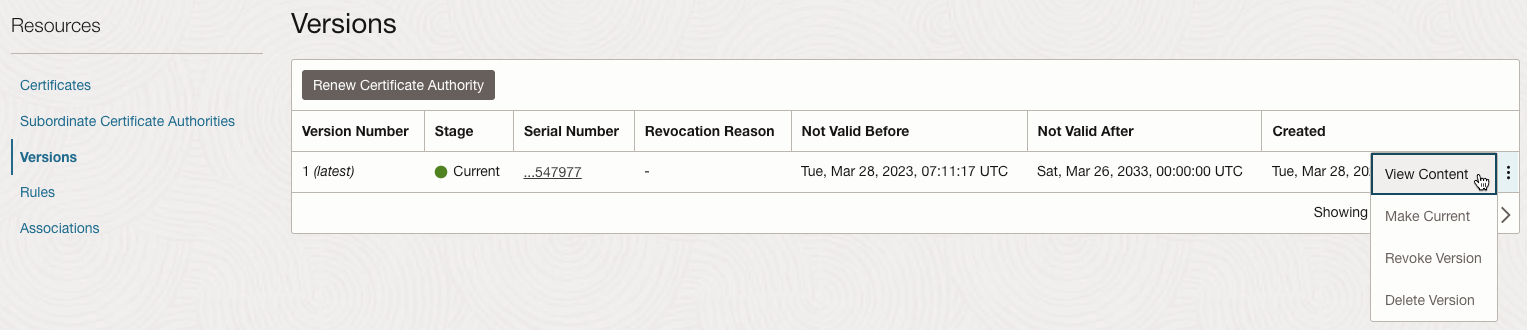 Resources
Certificates
Subordinate Certificate Authorities
Versions
Rules
Associations
Versions
Renew Certificate Authority
Version Number Stage Serial Number Revocation Reason Not Valid Before Not Valid After Created
1 (latest) Current ...547977 - Tue, Mar 28, 2023, 07:11:17 UTC Sat, Mar 26, 2033, 00:00:00 UTC Tue, Mar 28, 20
Showing
View Content
Make Current
Revoke Version
Delete Version